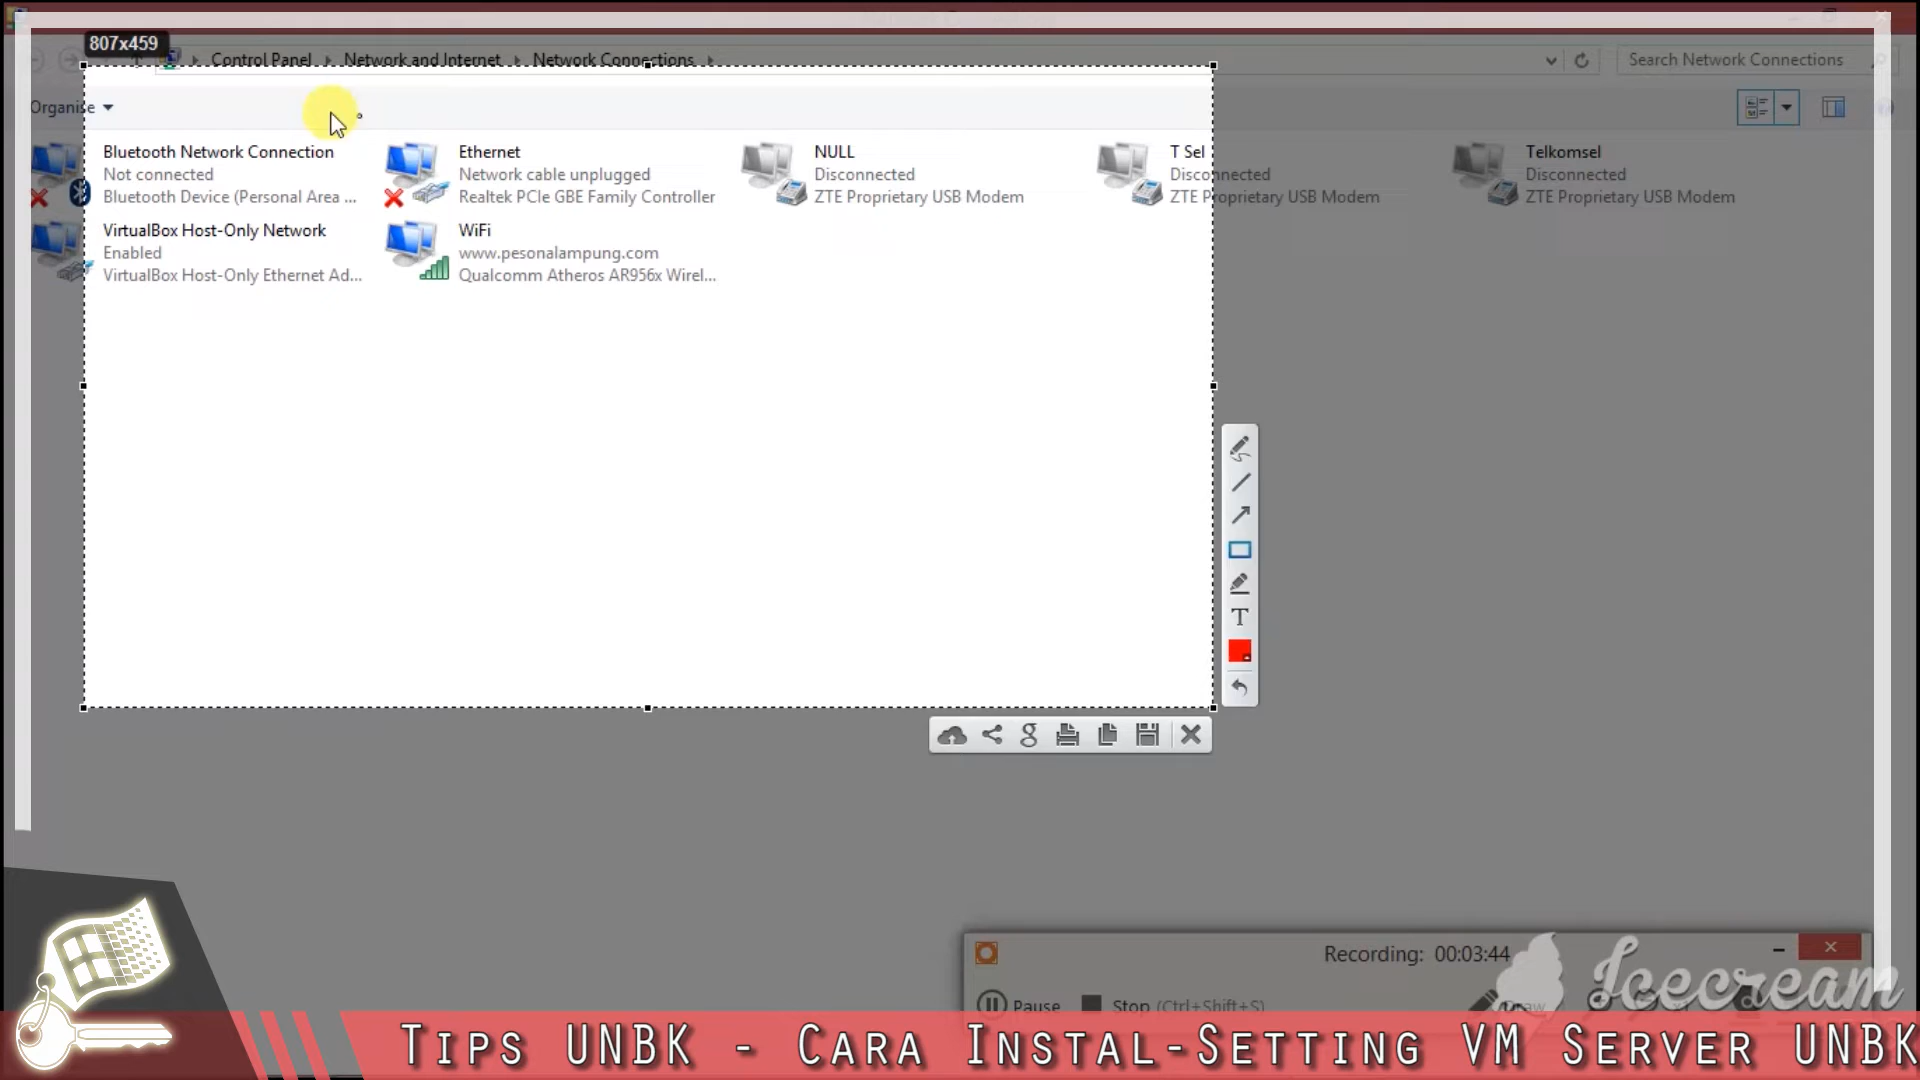 807x459
Control Panel Network and Internet Network Connections
Search Network Connections
Organise
Bluetooth Network Connection
Not connected
Bluetooth Device (Personal Area ...
Ethernet
Network cable unplugged
Realtek PCIe GBE Family Controller
NULL
Disconnected
ZTE Proprietary USB Modem
T Sel
Disconnected
ZTE Proprietary USB Modem
Telkomsel
Disconnected
ZTE Proprietary USB Modem
VirtualBox Host-Only Network
Enabled
VirtualBox Host-Only Ethernet Ad...
WiFi
www.pesonalampung.com
Qualcomm Atheros AR956x Wirel...
T
g
Recording: 00:03:44
Pause
Stop (Ctrl+Shift+S)
Draw
Icecream
Tips UNBK - Cara Instal-Setting VM Server UNBK